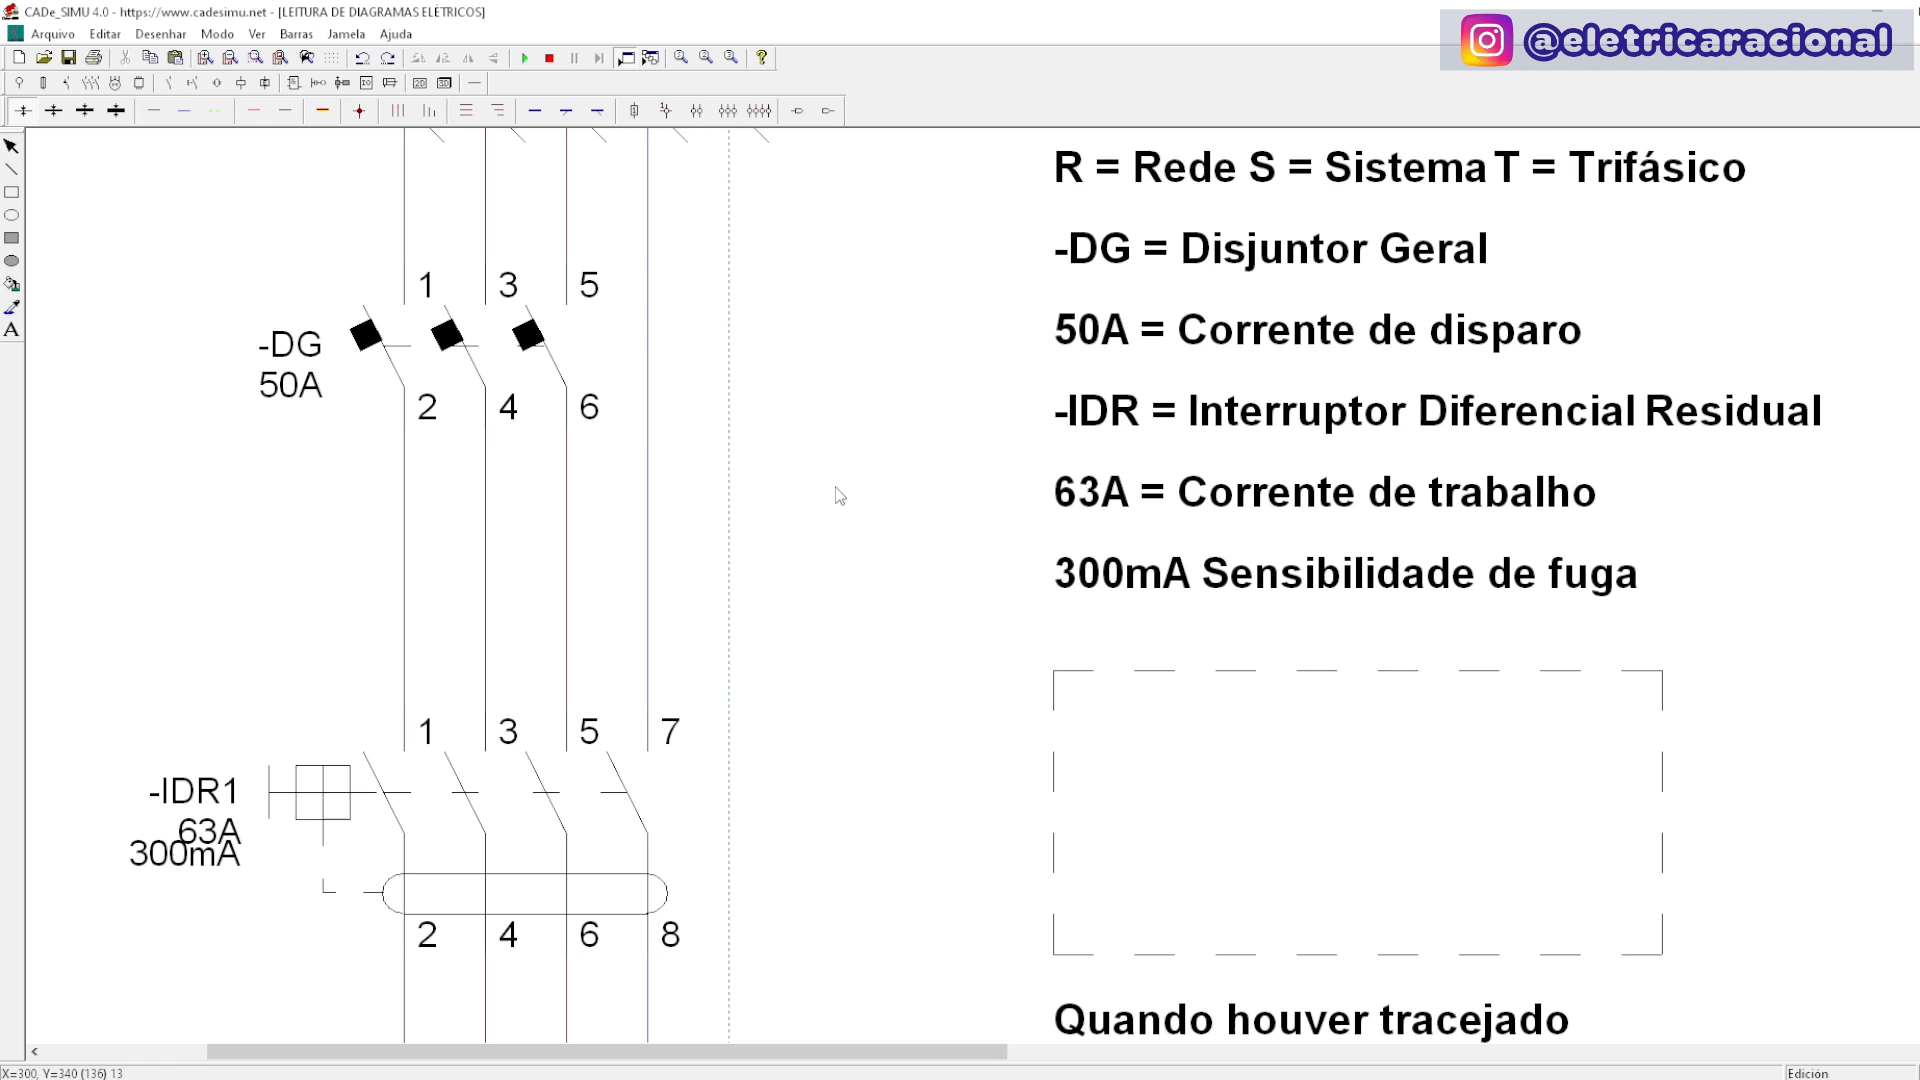 CADe_SIMU 4.0 - https://www.cadesimu.net - [LEITURA DE DIAGRAMAS ELÉTRICOS]
Arquivo Editar Desenhar Modo Ver Barras Jamela Ajuda
@eletricaracional
1 3 5
-DG
50A
2 4 6
1 3 5 7
-IDR1
63A
300mA
2 4 6 8
R = Rede S = Sistema T = Trifásico
-DG = Disjuntor Geral
50A = Corrente de disparo
-IDR = Interruptor Diferencial Residual
63A = Corrente de trabalho
300mA Sensibilidade de fuga
Quando houver tracejado
X=300, Y=340 (136) 13
Edición